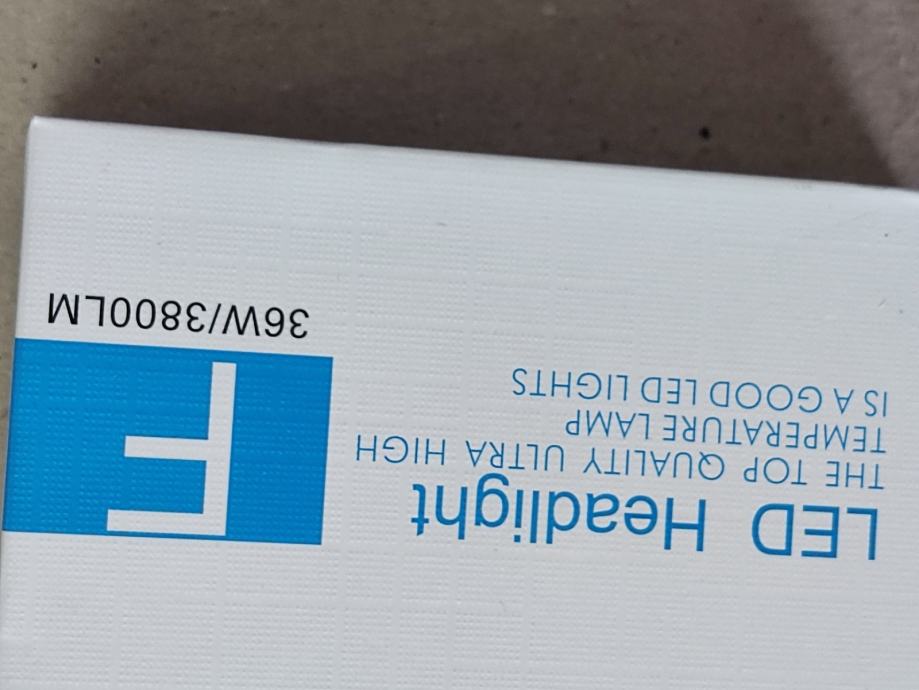 LED Headlight
THE TOP QUALITY ULTRA HIGH
TEMPERATURE LAMP
IS A GOOD LED LIGHTS
F
36W/3800LM